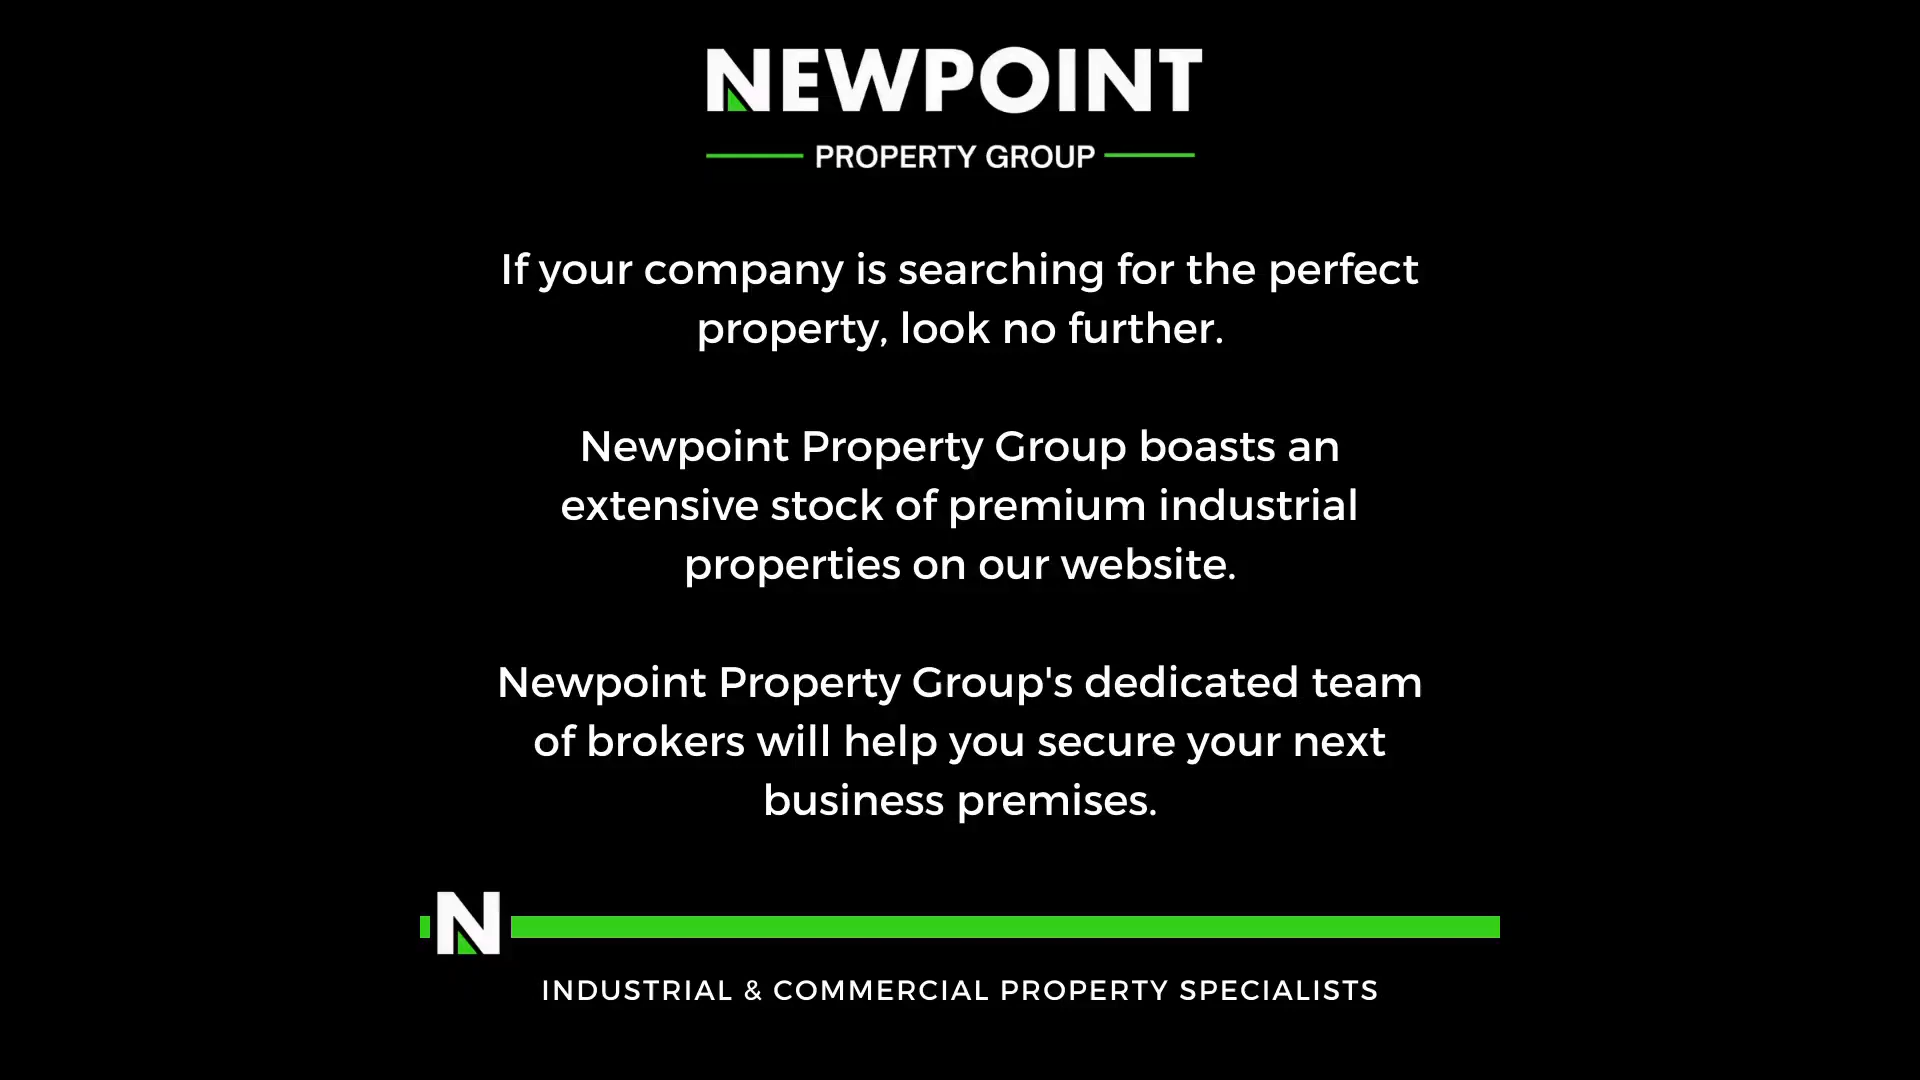 NEWPOINT
PROPERTY GROUP
If your company is searching for the perfect
property, look no further.
Newpoint Property Group boasts an
extensive stock of premium industrial
properties on our website.
Newpoint Property Group's dedicated team
of brokers will help you secure your next
business premises.
N
INDUSTRIAL & COMMERCIAL PROPERTY SPECIALISTS